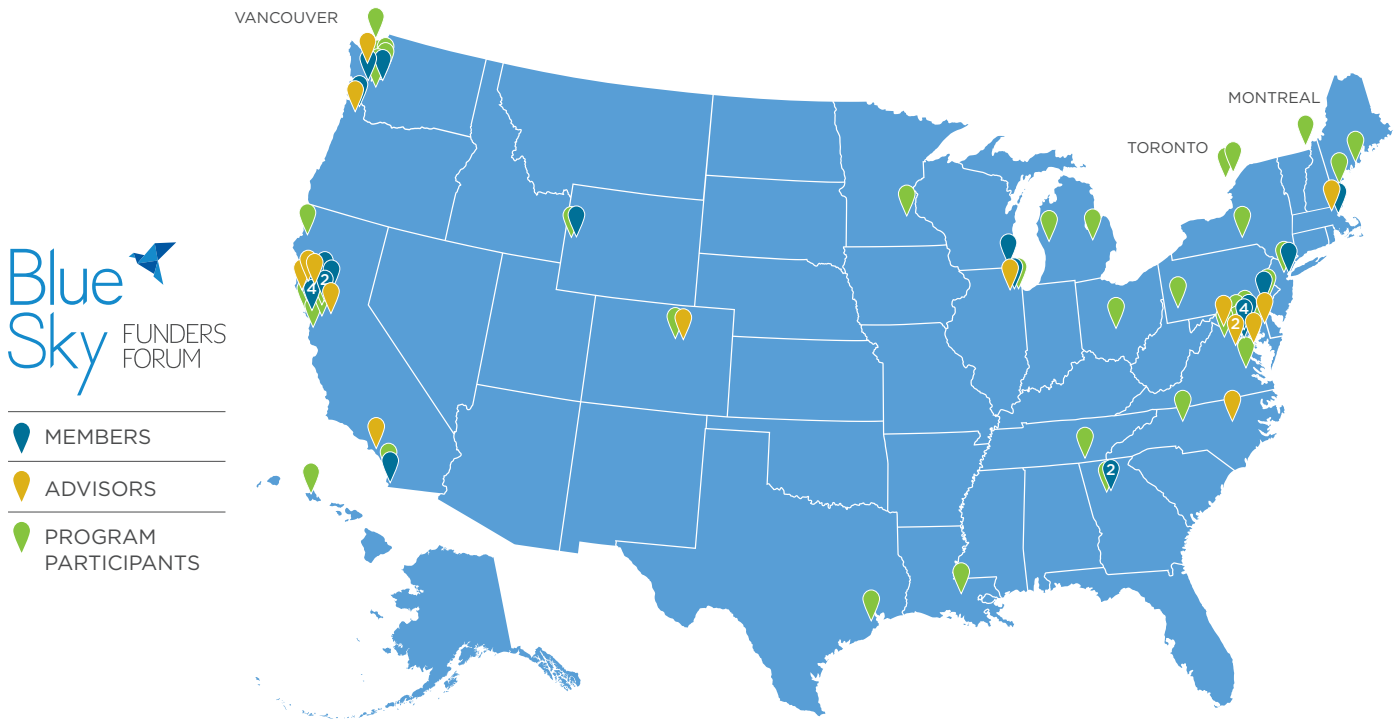 VANCOUVER
MONTREAL
TORONTO
Blue
Sky
FUNDERS
FORUM
MEMBERS
ADVISORS
PROGRAM
PARTICIPANTS
2
4
4
2
2